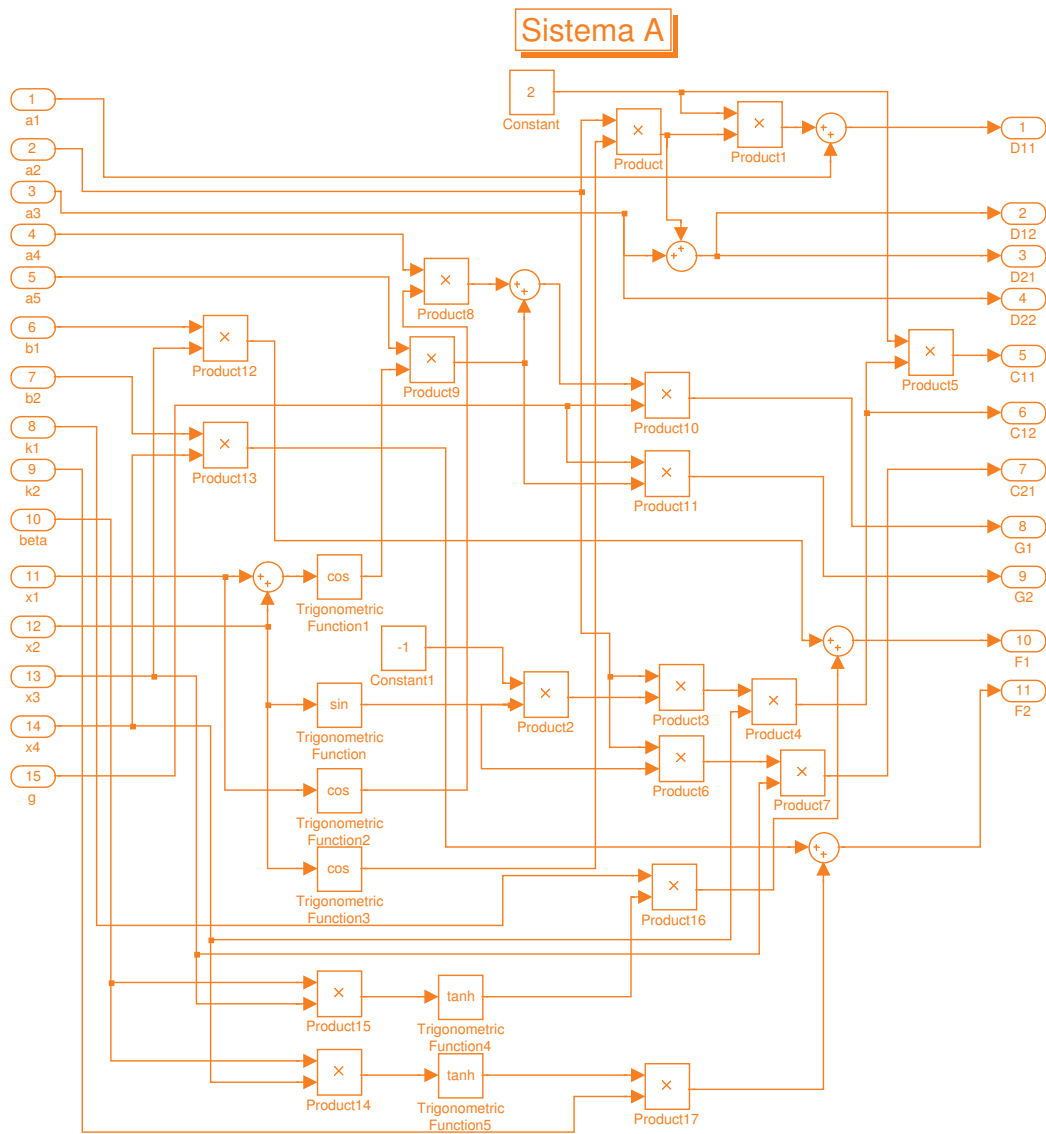 Sistema A
1
a1
2
a2
3
a3
4
a4
5
a5
6
b1
7
b2
8
k1
9
k2
10
beta
11
x1
12
x2
13
x3
14
x4
15
g
2
Constant
×
Product
×
Product1
+
+
+
+
×
Product8
+
+
×
Product9
×
Product12
×
Product13
×
Product10
×
Product11
×
Product5
+
+
cos
Trigonometric
Function1
-1
Constant1
sin
Trigonometric
Function
cos
Trigonometric
Function2
cos
Trigonometric
Function3
×
Product2
×
Product3
×
Product4
×
Product6
×
Product7
+
+
+
+
×
Product16
×
Product15
tanh
Trigonometric
Function4
×
Product14
tanh
Trigonometric
Function5
×
Product17
1
D11
2
D12
3
D21
4
D22
5
C11
6
C12
7
C21
8
G1
9
G2
10
F1
11
F2